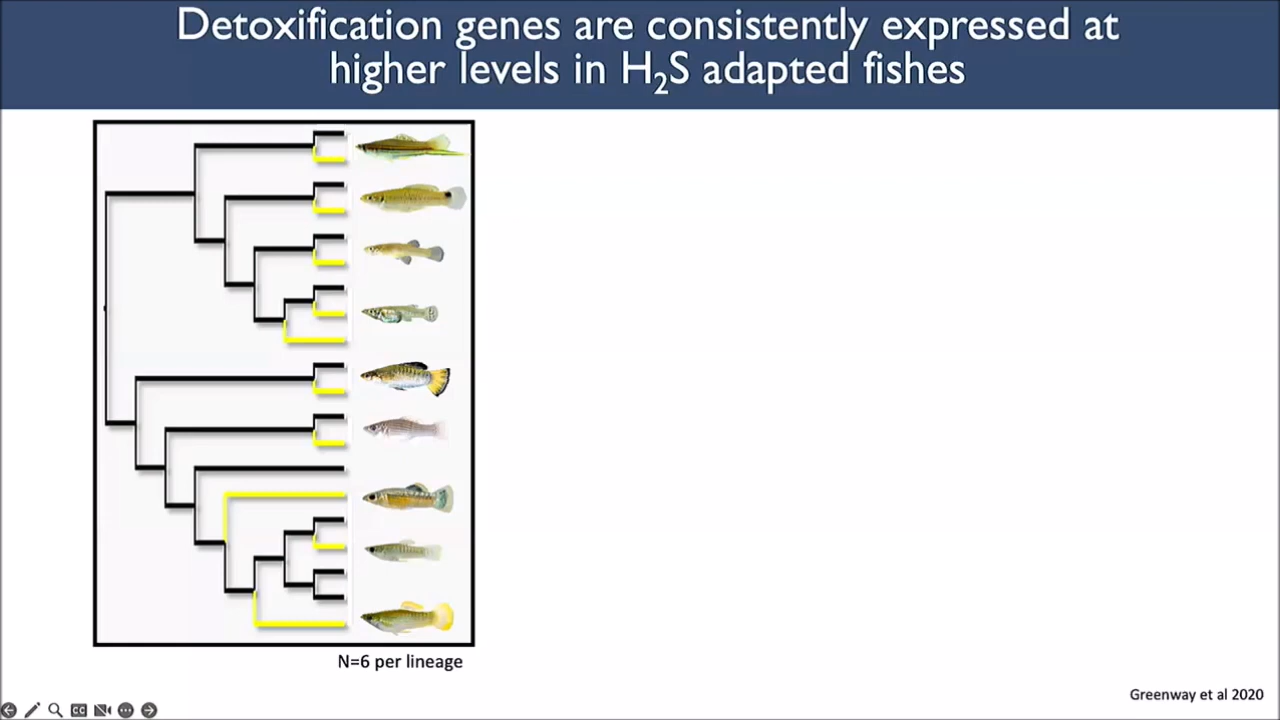 Detoxification genes are consistently expressed at
higher levels in H₂S adapted fishes
N=6 per lineage
Greenway et al 2020
CC